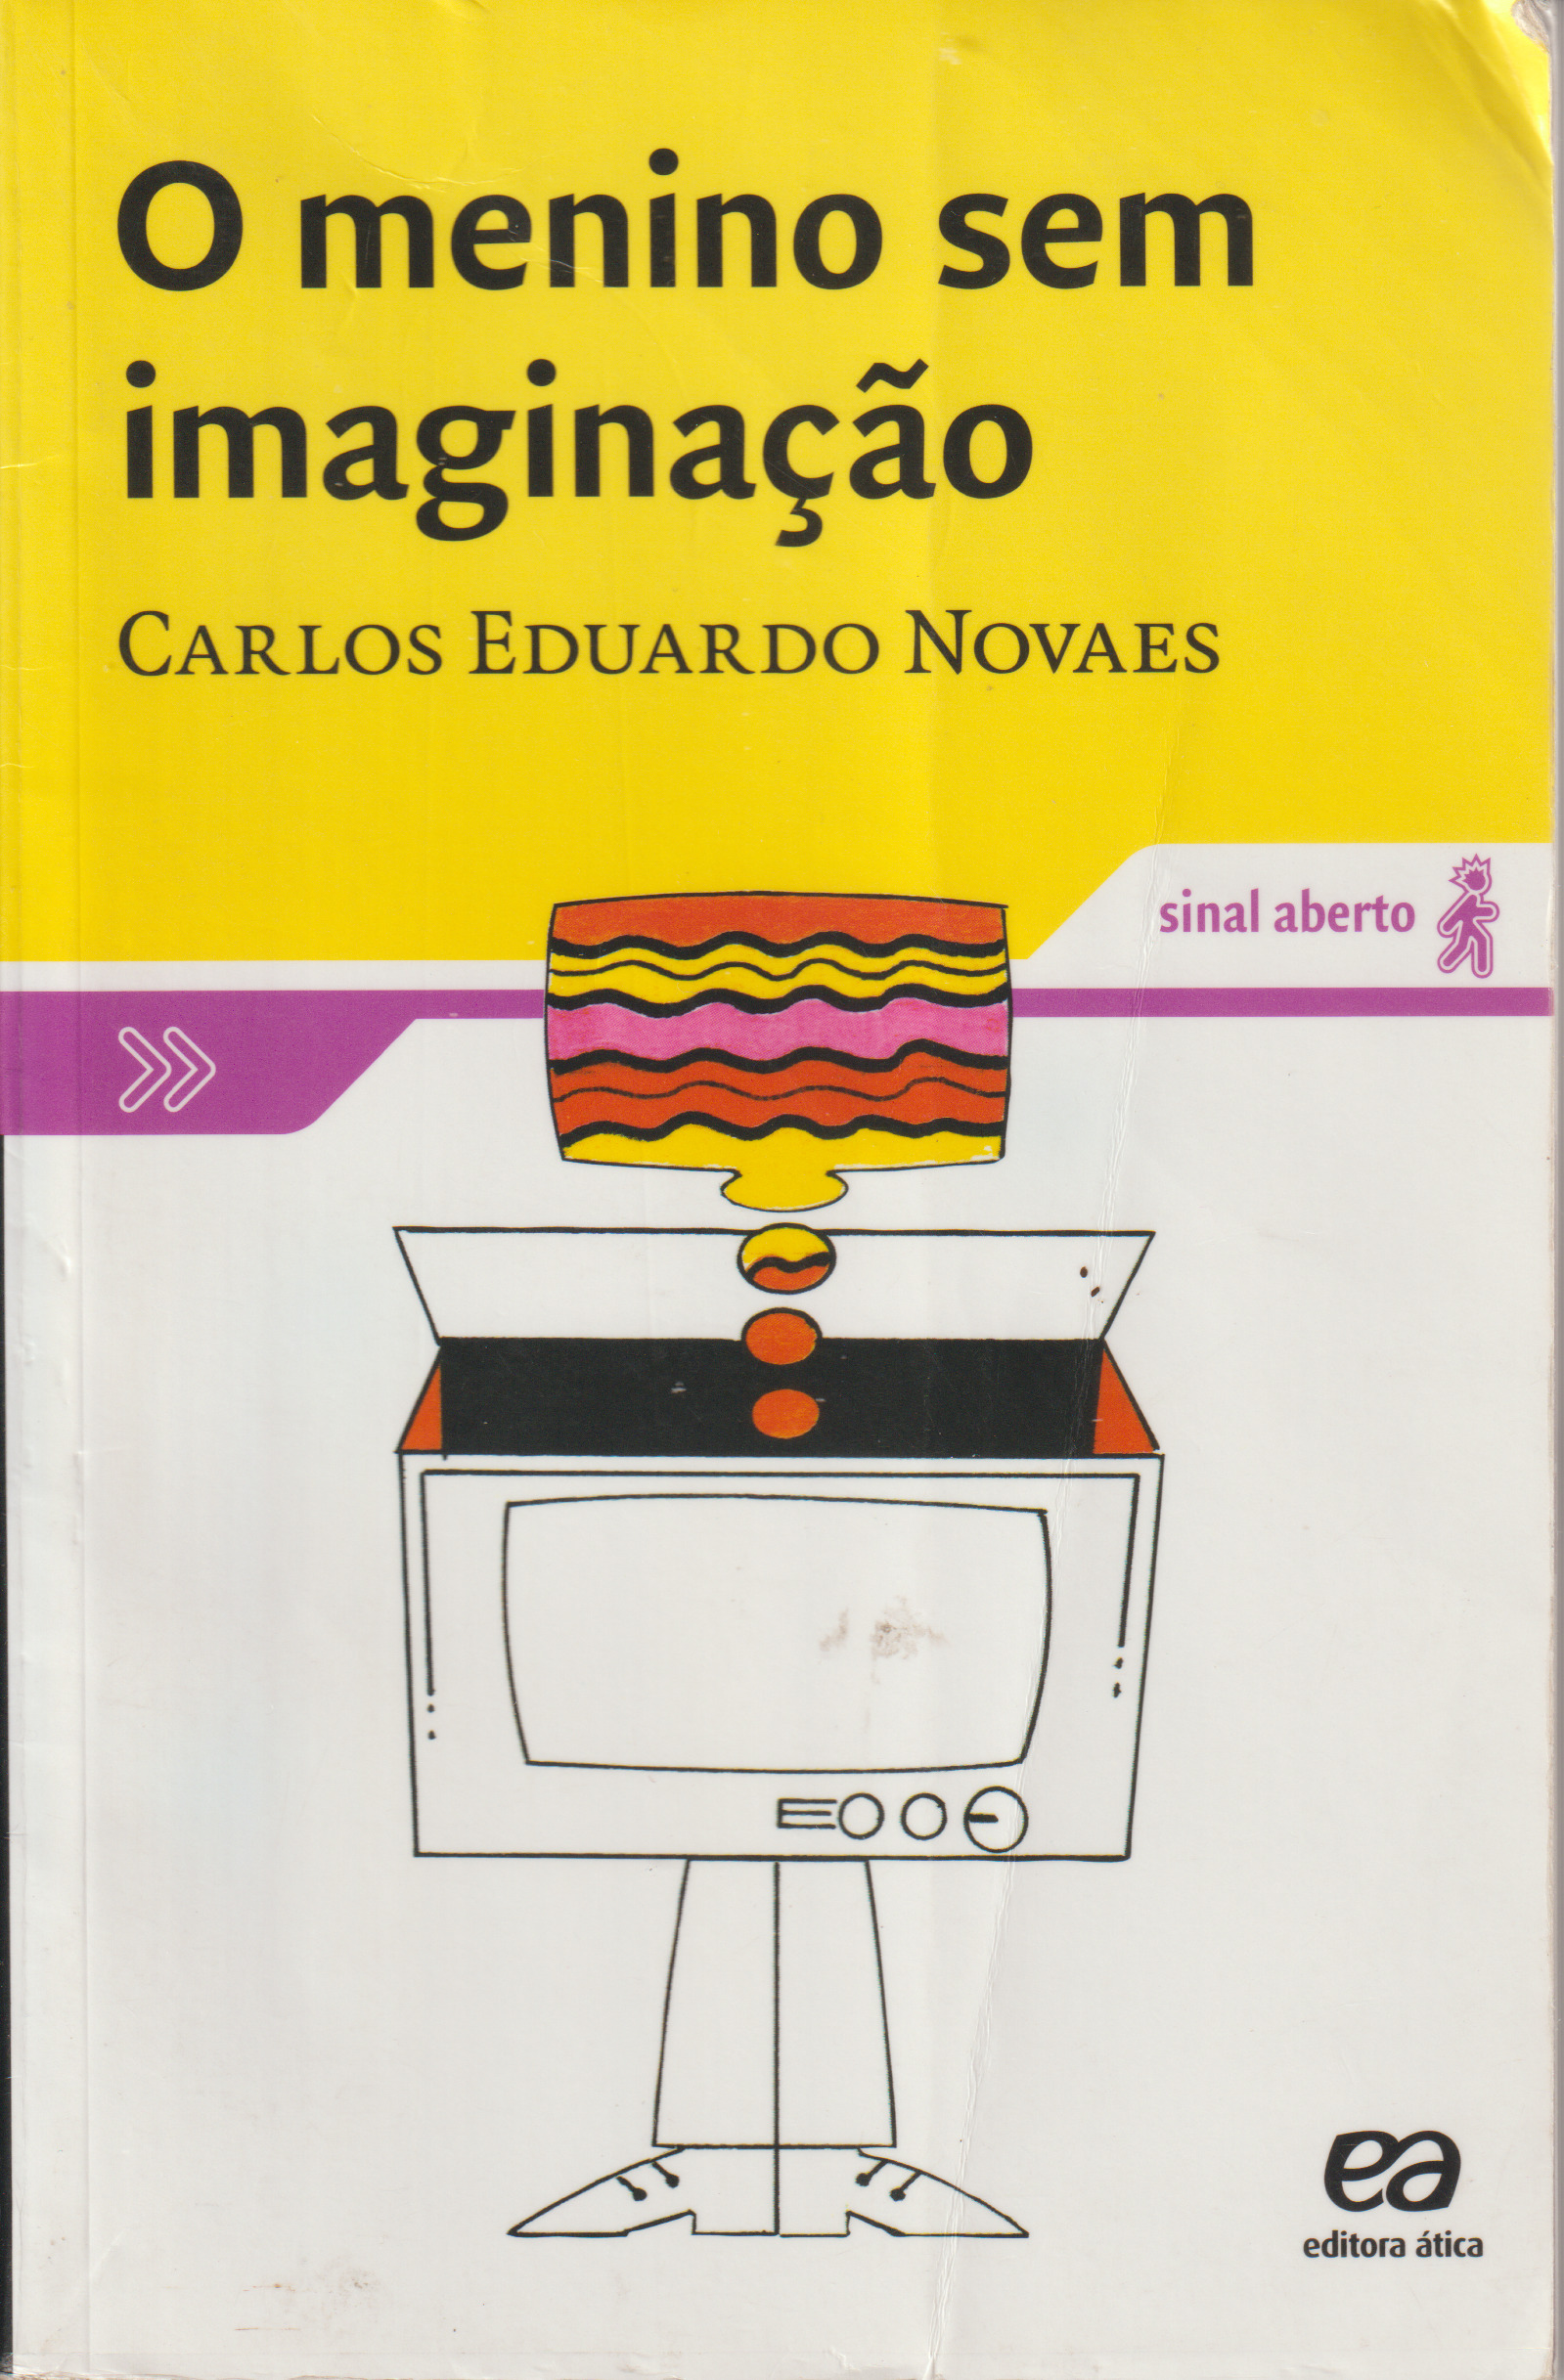 O menino sem
imaginação
CARLOS EDUARDO NOVAES
sinal aberto
ea
editora ática